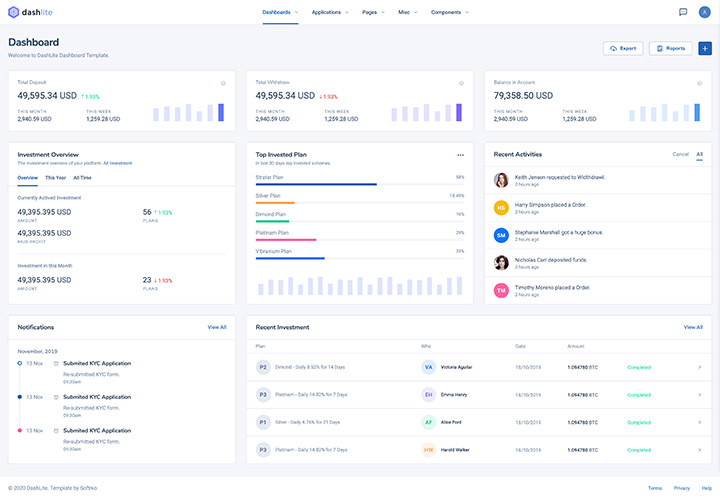 dashlite
Dashboards Applications Pages Misc Components
A
Dashboard
Welcome to DashLite Dashboard Template.
Export Reports
Total Deposit
49,595.34 USD ↑ 1.93%
THIS MONTH THIS WEEK
2,940.59 USD 1,259.28 USD
Total Withdraw
49,595.34 USD ↓ 1.93%
THIS MONTH THIS WEEK
2,940.59 USD 1,259.28 USD
Balance in Account
79,358.50 USD
THIS MONTH THIS WEEK
2,940.59 USD 1,259.28 USD
Investment Overview
The investment overview of your platform. All Investment
Overview This Year All Time
Currently Actived Investment
49,395.395 USD 56 ↑ 1.93%
AMOUNT PLANS
49,395.395 USD
PAID PROFIT
Investment in this Month
49,395.395 USD 23 ↓ 1.93%
AMOUNT PLANS
Top Invested Plan
In last 30 days top invested schemes.
Strater Plan 58%
Silver Plan 18.49%
Dimond Plan 16%
Platinam Plan 29%
Vibranium Plan 33%
Recent Activities Cancel All
Keith Jenson requested to Widthdrawl.
2 hours ago
HS Harry Simpson placed a Order.
2 hours ago
SM Stephanie Marshall got a huge bonus.
2 hours ago
Nicholas Carr deposited funds.
2 hours ago
TM Timothy Moreno placed a Order.
2 hours ago
Notifications View All
November, 2019
13 Nov Submited KYC Application
Re-submitted KYC form.
09:30am
13 Nov Submited KYC Application
Re-submitted KYC form.
09:30am
13 Nov Submited KYC Application
Re-submitted KYC form.
09:30am
Recent Investment View All
Plan Who Date Amount
P2 Dimond - Daily 8.52% for 14 Days VA Victoria Aguilar 18/10/2019 1.094780 BTC Completed
P3 Platinam - Daily 14.82% for 7 Days EH Emma Henry 18/10/2019 1.094780 BTC Completed
P1 Silver - Daily 4.76% for 21 Days AF Alice Ford 18/10/2019 1.094780 BTC Completed
P3 Platinam - Daily 14.82% for 7 Days HW Harold Walker 18/10/2019 1.094780 BTC Completed
© 2020 DashLite. Template by Softnio Terms Privacy Help